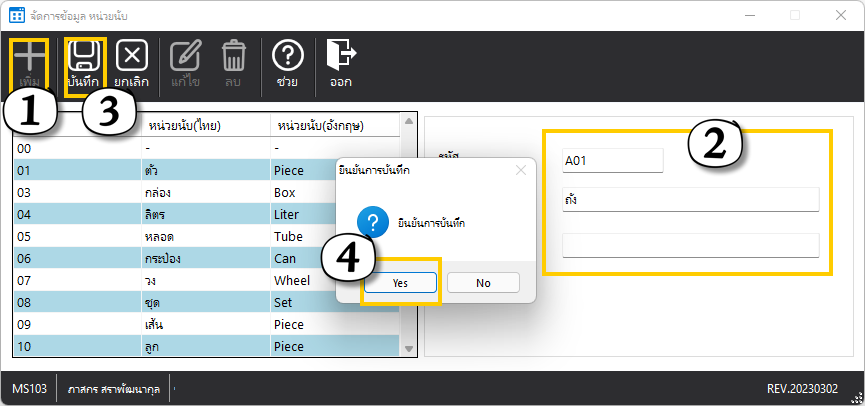 จัดการข้อมูล หน่วยนับ
เพิ่ม บันทึก ยกเลิก แก้ไข ลบ ช่วย ออก
1 3 2
หน่วยนับ(ไทย) หน่วยนับ(อังกฤษ)
00 - -
01 ตัว Piece
03 กล่อง Box
04 ลิตร Liter
05 หลอด Tube
06 กระป๋อง Can
07 วง Wheel
08 ชุด Set
09 เส้น Piece
10 ลูก Piece
รหัส
A01
ถัง
ยืนยันการบันทึก
ยืนยันการบันทึก
4
Yes No
MS103 ภาสกร สราพัฒนากุล REV.20230302